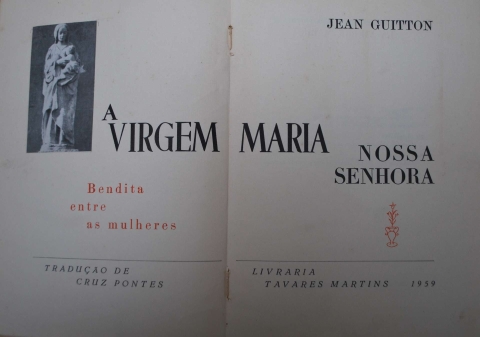 JEAN GUITTON
A
VIRGEM MARIA
NOSSA
SENHORA
Bendita
entre
as mulheres
TRADUÇAO DE
CRUZ PONTES
LIVRARIA
TAVARES MARTINS 1959